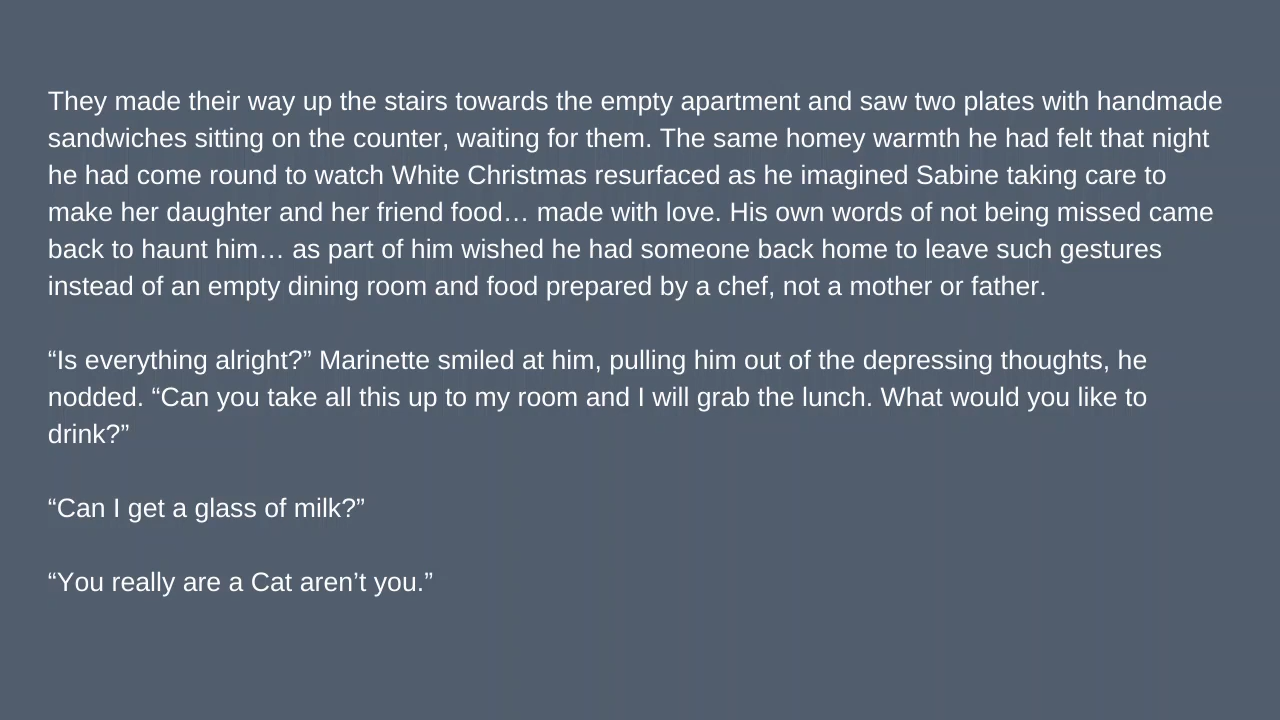 They made their way up the stairs towards the empty apartment and saw two plates with handmade
sandwiches sitting on the counter, waiting for them. The same homey warmth he had felt that night
he had come round to watch White Christmas resurfaced as he imagined Sabine taking care to
make her daughter and her friend food… made with love. His own words of not being missed came
back to haunt him… as part of him wished he had someone back home to leave such gestures
instead of an empty dining room and food prepared by a chef, not a mother or father.
“Is everything alright?” Marinette smiled at him, pulling him out of the depressing thoughts, he
nodded. “Can you take all this up to my room and I will grab the lunch. What would you like to
drink?”
“Can I get a glass of milk?”
“You really are a Cat aren’t you.”